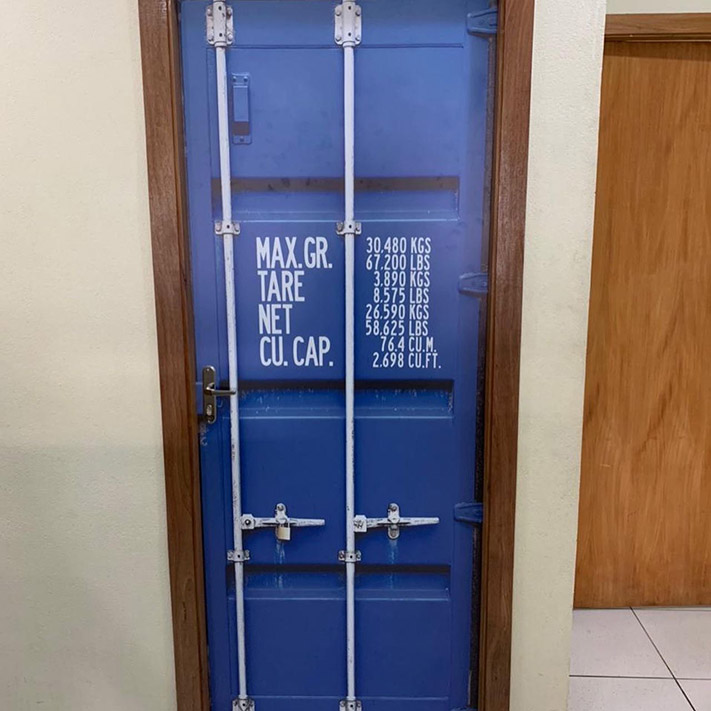 MAX.GR. 30.480 KGS
67.200 LBS
TARE 3.890 KGS
8.575 LBS
NET 26.590 KGS
58.625 LBS
CU. CAP. 76.4 CU.M.
2.698 CU.FT.